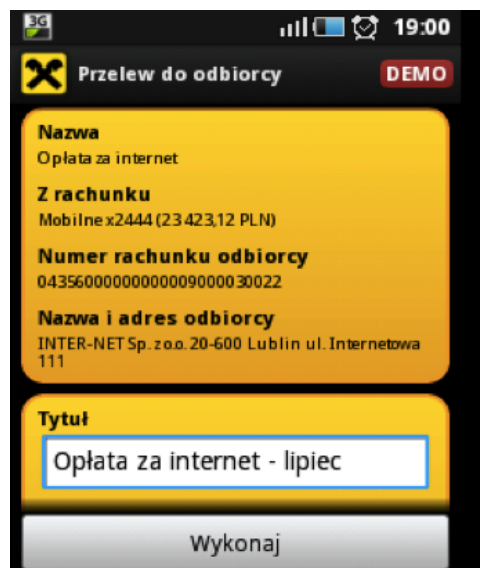 3G
19:00
Przelew do odbiorcy
DEMO
Nazwa
Opłata za internet
Z rachunku
Mobilne x2444 (23 423,12 PLN)
Numer rachunku odbiorcy
04356000000000009000030022
Nazwa i adres odbiorcy
INTER-NET Sp. z o.o. 20-600 Lublin ul. Internetowa
111
Tytuł
Opłata za internet - lipiec
Wykonaj